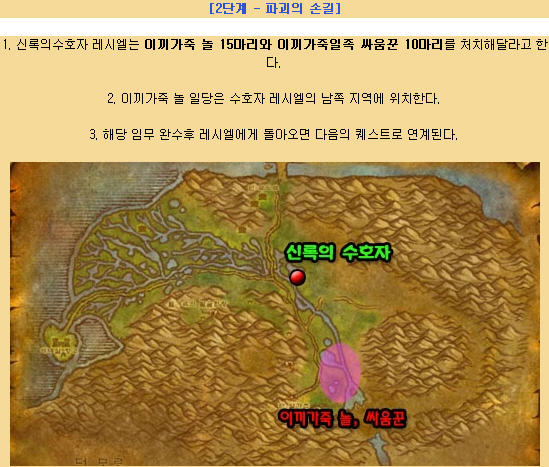 [2단계 - 파괴의 손길]
1. 신록의수호자 레시엘는 이끼가죽 놀 15마리와 이끼가죽일족 싸움꾼 10마리를 처치해달라고 한
다.
2. 이끼가죽 놀 일당은 수호자 레시엘의 남쪽 지역에 위치한다.
3. 해당 임무 완수후 레시엘에게 돌아오면 다음의 퀘스트로 연계된다.
신록의 수호자
이끼가죽 놀, 싸움꾼